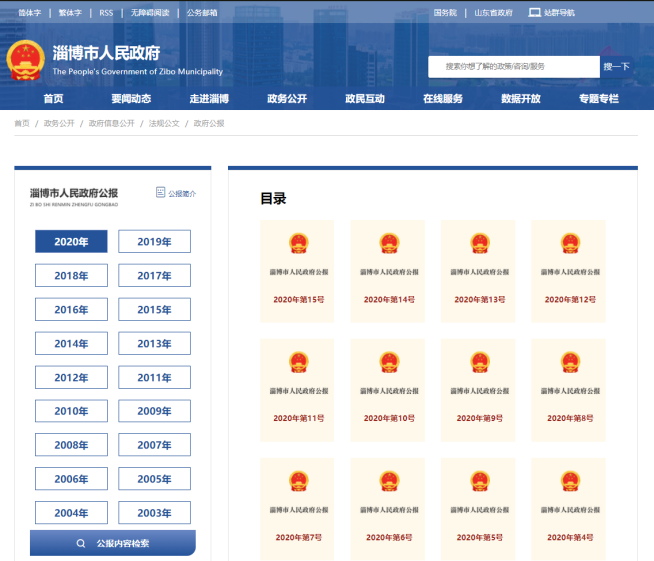 简体字 | 繁体字 | RSS | 无障碍阅读 | 公务邮箱
国务院 | 山东省政府 站群导航
淄博市人民政府
The People's Government of Zibo Municipality
搜索你想了解的政策/咨询/服务 搜一下
首页 要闻动态 走进淄博 政务公开 政民互动 在线服务 数据开放 专题专栏
首页 / 政务公开 / 政府信息公开 / 法规公文 / 政府公报
淄博市人民政府公报 公报简介
ZI BO SHI RENMIN ZHENGFU GONGBAO
2020年 2019年
2018年 2017年
2016年 2015年
2014年 2013年
2012年 2011年
2010年 2009年
2008年 2007年
2006年 2005年
2004年 2003年
公报内容检索
目录
淄博市人民政府公报 淄博市人民政府公报 淄博市人民政府公报 淄博市人民政府公报
2020年第15号 2020年第14号 2020年第13号 2020年第12号
淄博市人民政府公报 淄博市人民政府公报 淄博市人民政府公报 淄博市人民政府公报
2020年第11号 2020年第10号 2020年第9号 2020年第8号
淄博市人民政府公报 淄博市人民政府公报 淄博市人民政府公报 淄博市人民政府公报
2020年第7号 2020年第6号 2020年第5号 2020年第4号